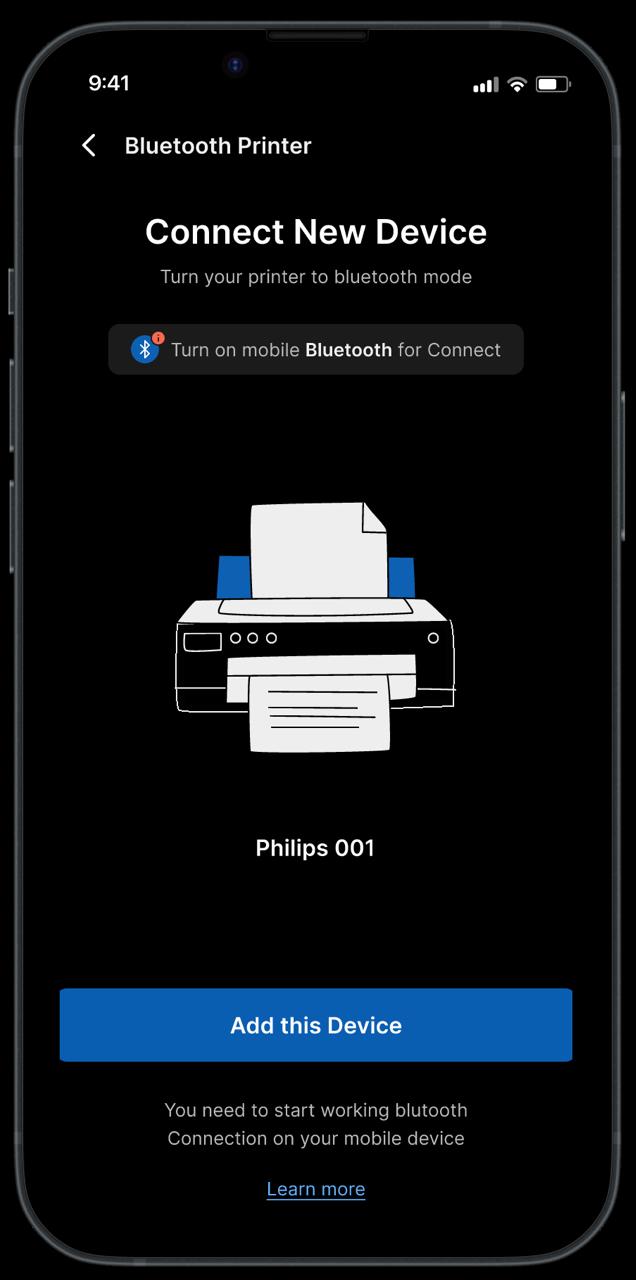 9:41
Bluetooth Printer
Connect New Device
Turn your printer to bluetooth mode
Turn on mobile Bluetooth for Connect
Philips 001
Add this Device
You need to start working blutooth
Connection on your mobile device
Learn more